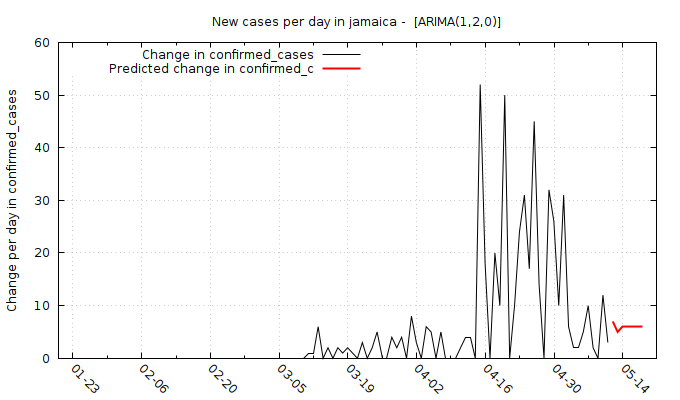 New cases per day in jamaica -  [ARIMA(1,2,0)]
Change in confirmed_cases
Predicted change in confirmed_c
Change per day in confirmed_cases
60
50
40
30
20
10
0
01-23 02-06 02-20 03-05 03-19 04-02 04-16 04-30 05-14